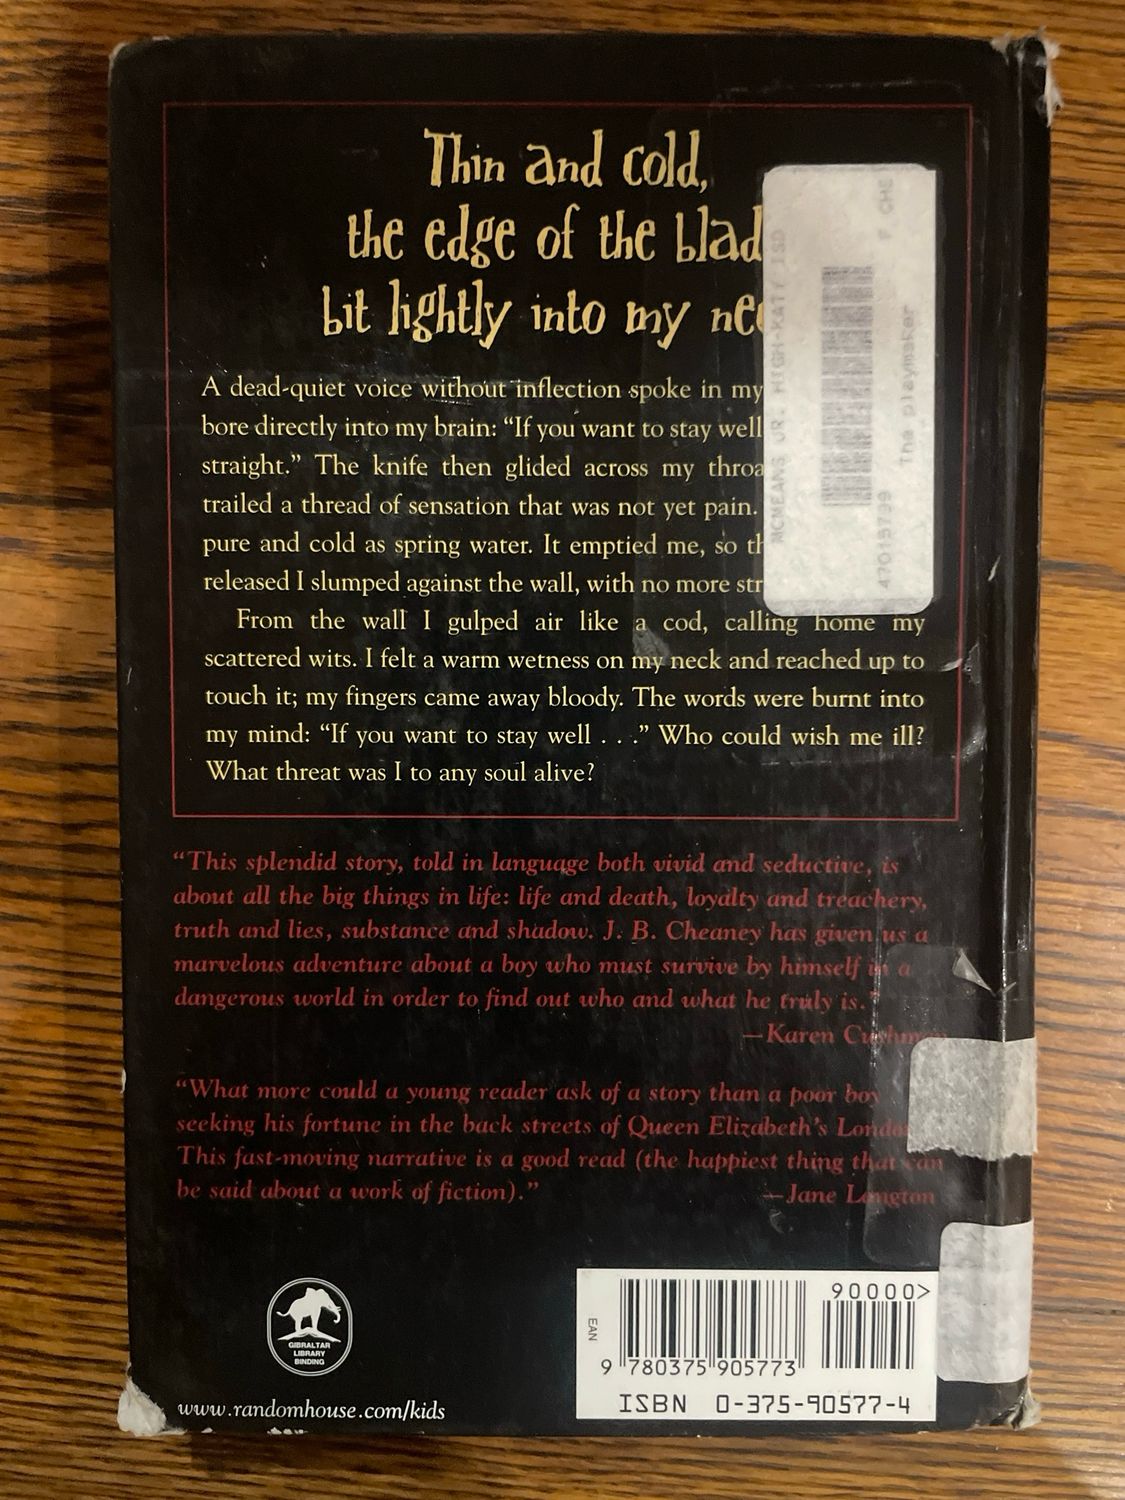 Thin and cold,
the edge of the blad
bit lightly into my nec
A dead-quiet voice without inflection spoke in my
bore directly into my brain: “If you want to stay well
straight.” The knife then glided across my throa
trailed a thread of sensation that was not yet pain.
pure and cold as spring water. It emptied me, so th
released I slumped against the wall, with no more str
From the wall I gulped air like a cod, calling home my
scattered wits. I felt a warm wetness on my neck and reached up to
touch it; my fingers came away bloody. The words were burnt into
my mind: “If you want to stay well . . .” Who could wish me ill?
What threat was I to any soul alive?
MCMEANS JR. HIGH-KATY ISD
47015799
The playmaker
F CHE
“This splendid story, told in language both vivid and seductive, is
about all the big things in life: life and death, loyalty and treachery,
truth and lies, substance and shadow. J. B. Cheaney has given us a
marvelous adventure about a boy who must survive by himself in a
dangerous world in order to find out who and what he truly is.”
—Karen Cushman
“What more could a young reader ask of a story than a poor boy
seeking his fortune in the back streets of Queen Elizabeth’s London
This fast-moving narrative is a good read (the happiest thing that can
be said about a work of fiction).”
—Jane Langton
GIBRALTAR
LIBRARY
BINDING
www.randomhouse.com/kids
EAN
90000>
9 780375 905773
ISBN 0-375-90577-4